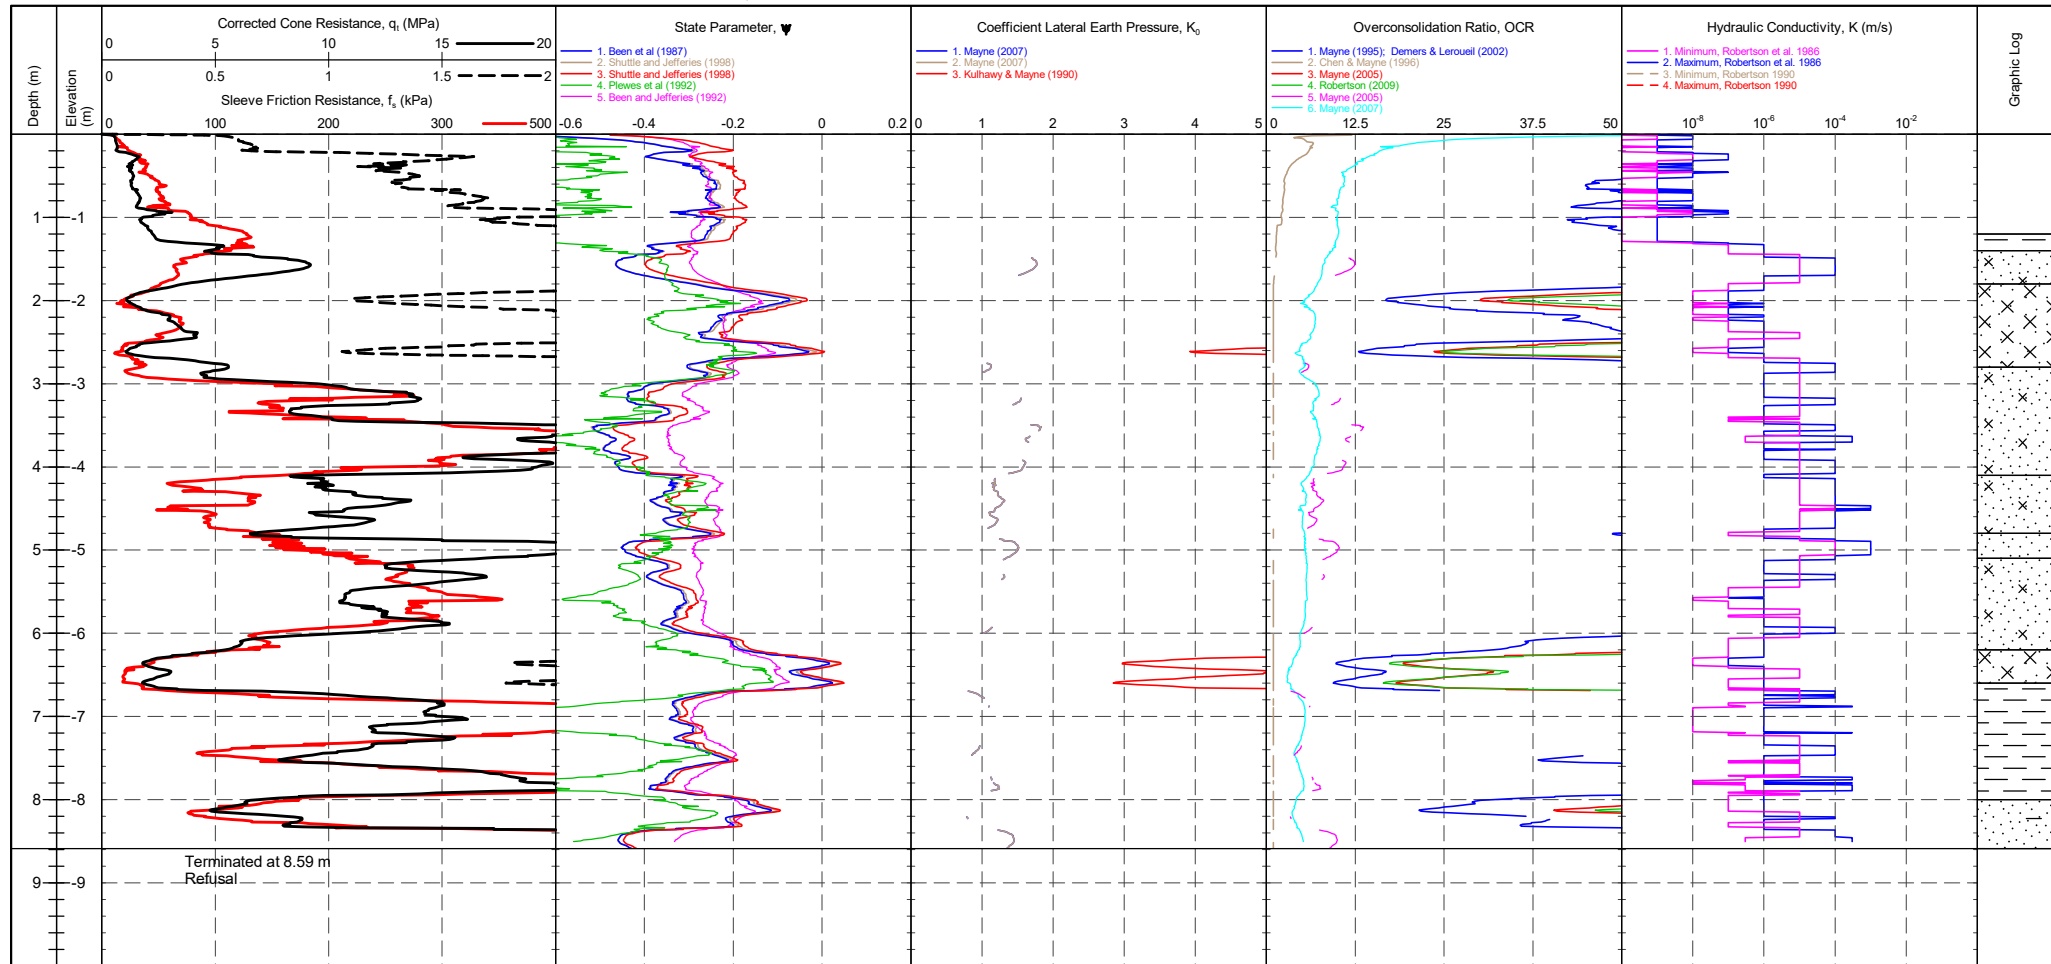 Depth (m)
Elevation (m)
Corrected Cone Resistance, qt (MPa)
0 5 10 15 20
0 0.5 1 1.5 2
Sleeve Friction Resistance, fs (kPa)
100 200 300 500
State Parameter, ψ
1. Been et al (1987)
2. Shuttle and Jefferies (1998)
3. Shuttle and Jefferies (1998)
4. Plewes et al (1992)
5. Been and Jefferies (1992)
-0.6 -0.4 -0.2 0 0.2
Coefficient Lateral Earth Pressure, K0
1. Mayne (2007)
2. Mayne (2007)
3. Kulhawy & Mayne (1990)
0 1 2 3 4 5
Overconsolidation Ratio, OCR
1. Mayne (1995); Demers & Leroueil (2002)
2. Chen & Mayne (1996)
3. Mayne (2005)
4. Robertson (2009)
5. Mayne (2005)
6. Mayne (2007)
0 12.5 25 37.5 50
Hydraulic Conductivity, K (m/s)
1. Minimum, Robertson et al. 1986
2. Maximum, Robertson et al. 1986
3. Minimum, Robertson 1990
4. Maximum, Robertson 1990
10-8 10-6 10-4 10-2
Graphic Log
1 -1
2 -2
3 -3
4 -4
5 -5
6 -6
7 -7
8 -8
Terminated at 8.59 m
Refusal
9 -9